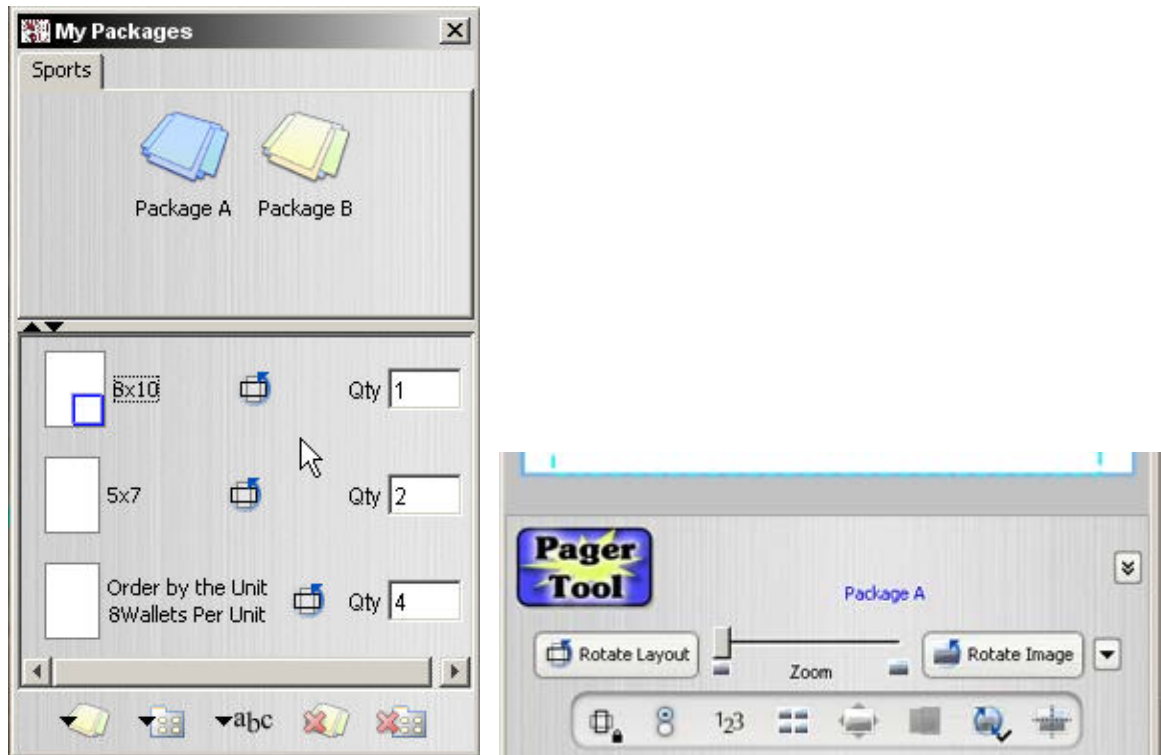 My Packages
Sports
Package A Package B
8x10 Qty 1
5x7 Qty 2
Order by the Unit
8Wallets Per Unit Qty 4
abc
Pager
Tool
Package A
Rotate Layout Zoom Rotate Image
123